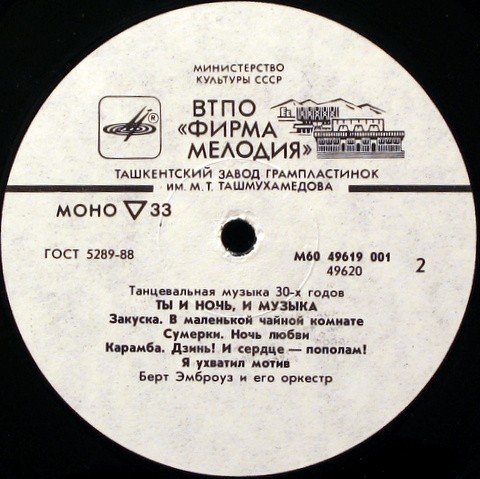 МИНИСТЕРСТВО
КУЛЬТУРЫ СССР
ВТПО
«ФИРМА
МЕЛОДИЯ»
®
ТАШКЕНТСКИЙ ЗАВОД ГРАМПЛАСТИНОК
ИМ. М. Т. ТАШМУХАМЕДОВА
МОНО ▽ 33
ГОСТ 5289-88
М60 49619 001
49620
2
Танцевальная музыка 30-х годов
ТЫ И НОЧЬ, И МУЗЫКА
Закуска. В маленькой чайной комнате
Сумерки. Ночь любви
Карамба. Дзинь! И сердце — пополам!
Я ухватил мотив
Берт Эмброуз и его оркестр